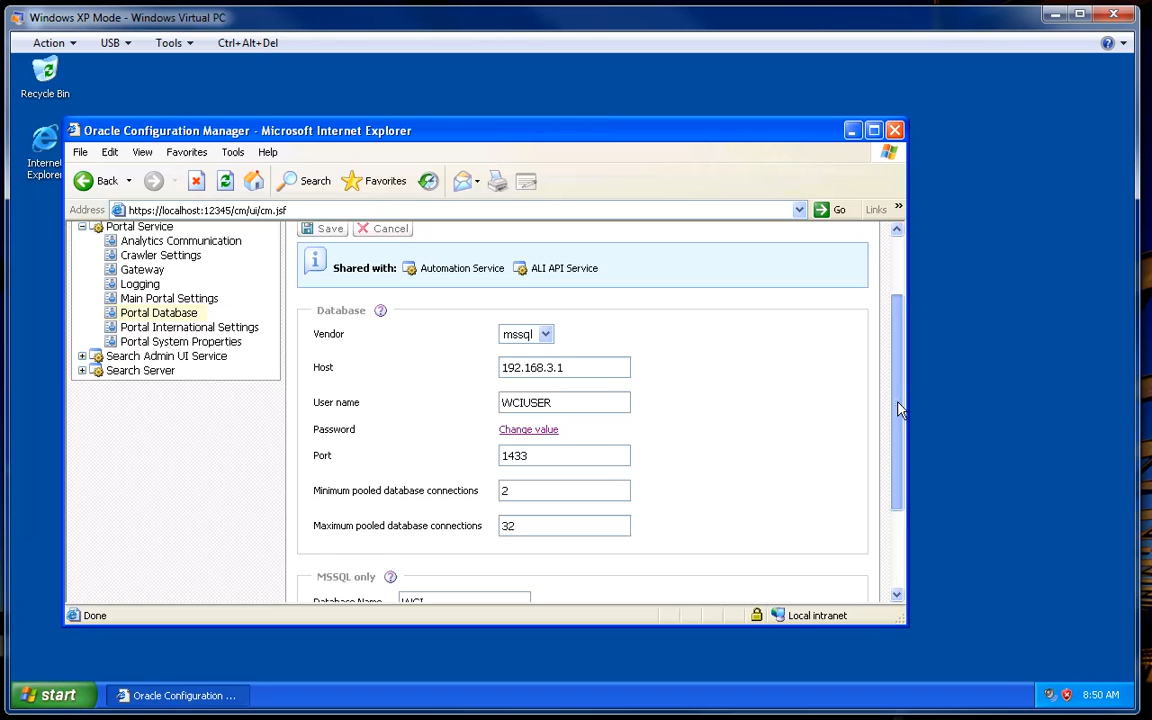 Windows XP Mode - Windows Virtual PC
Action USB Tools Ctrl+Alt+Del
Recycle Bin
Internet
Explorer
Oracle Configuration Manager - Microsoft Internet Explorer
File Edit View Favorites Tools Help
Back Search Favorites
Address https://localhost:12345/cm/ui/cm.jsf Go Links »
Portal Service
Analytics Communication
Crawler Settings
Gateway
Logging
Main Portal Settings
Portal Database
Portal International Settings
Portal System Properties
Search Admin UI Service
Search Server
Save Cancel
Shared with: Automation Service ALI API Service
Database
Vendor mssql
Host 192.168.3.1
User name WCIUSER
Password Change value
Port 1433
Minimum pooled database connections 2
Maximum pooled database connections 32
MSSQL only
Database Name WCI
Done Local intranet
start Oracle Configuration ... 8:50 AM